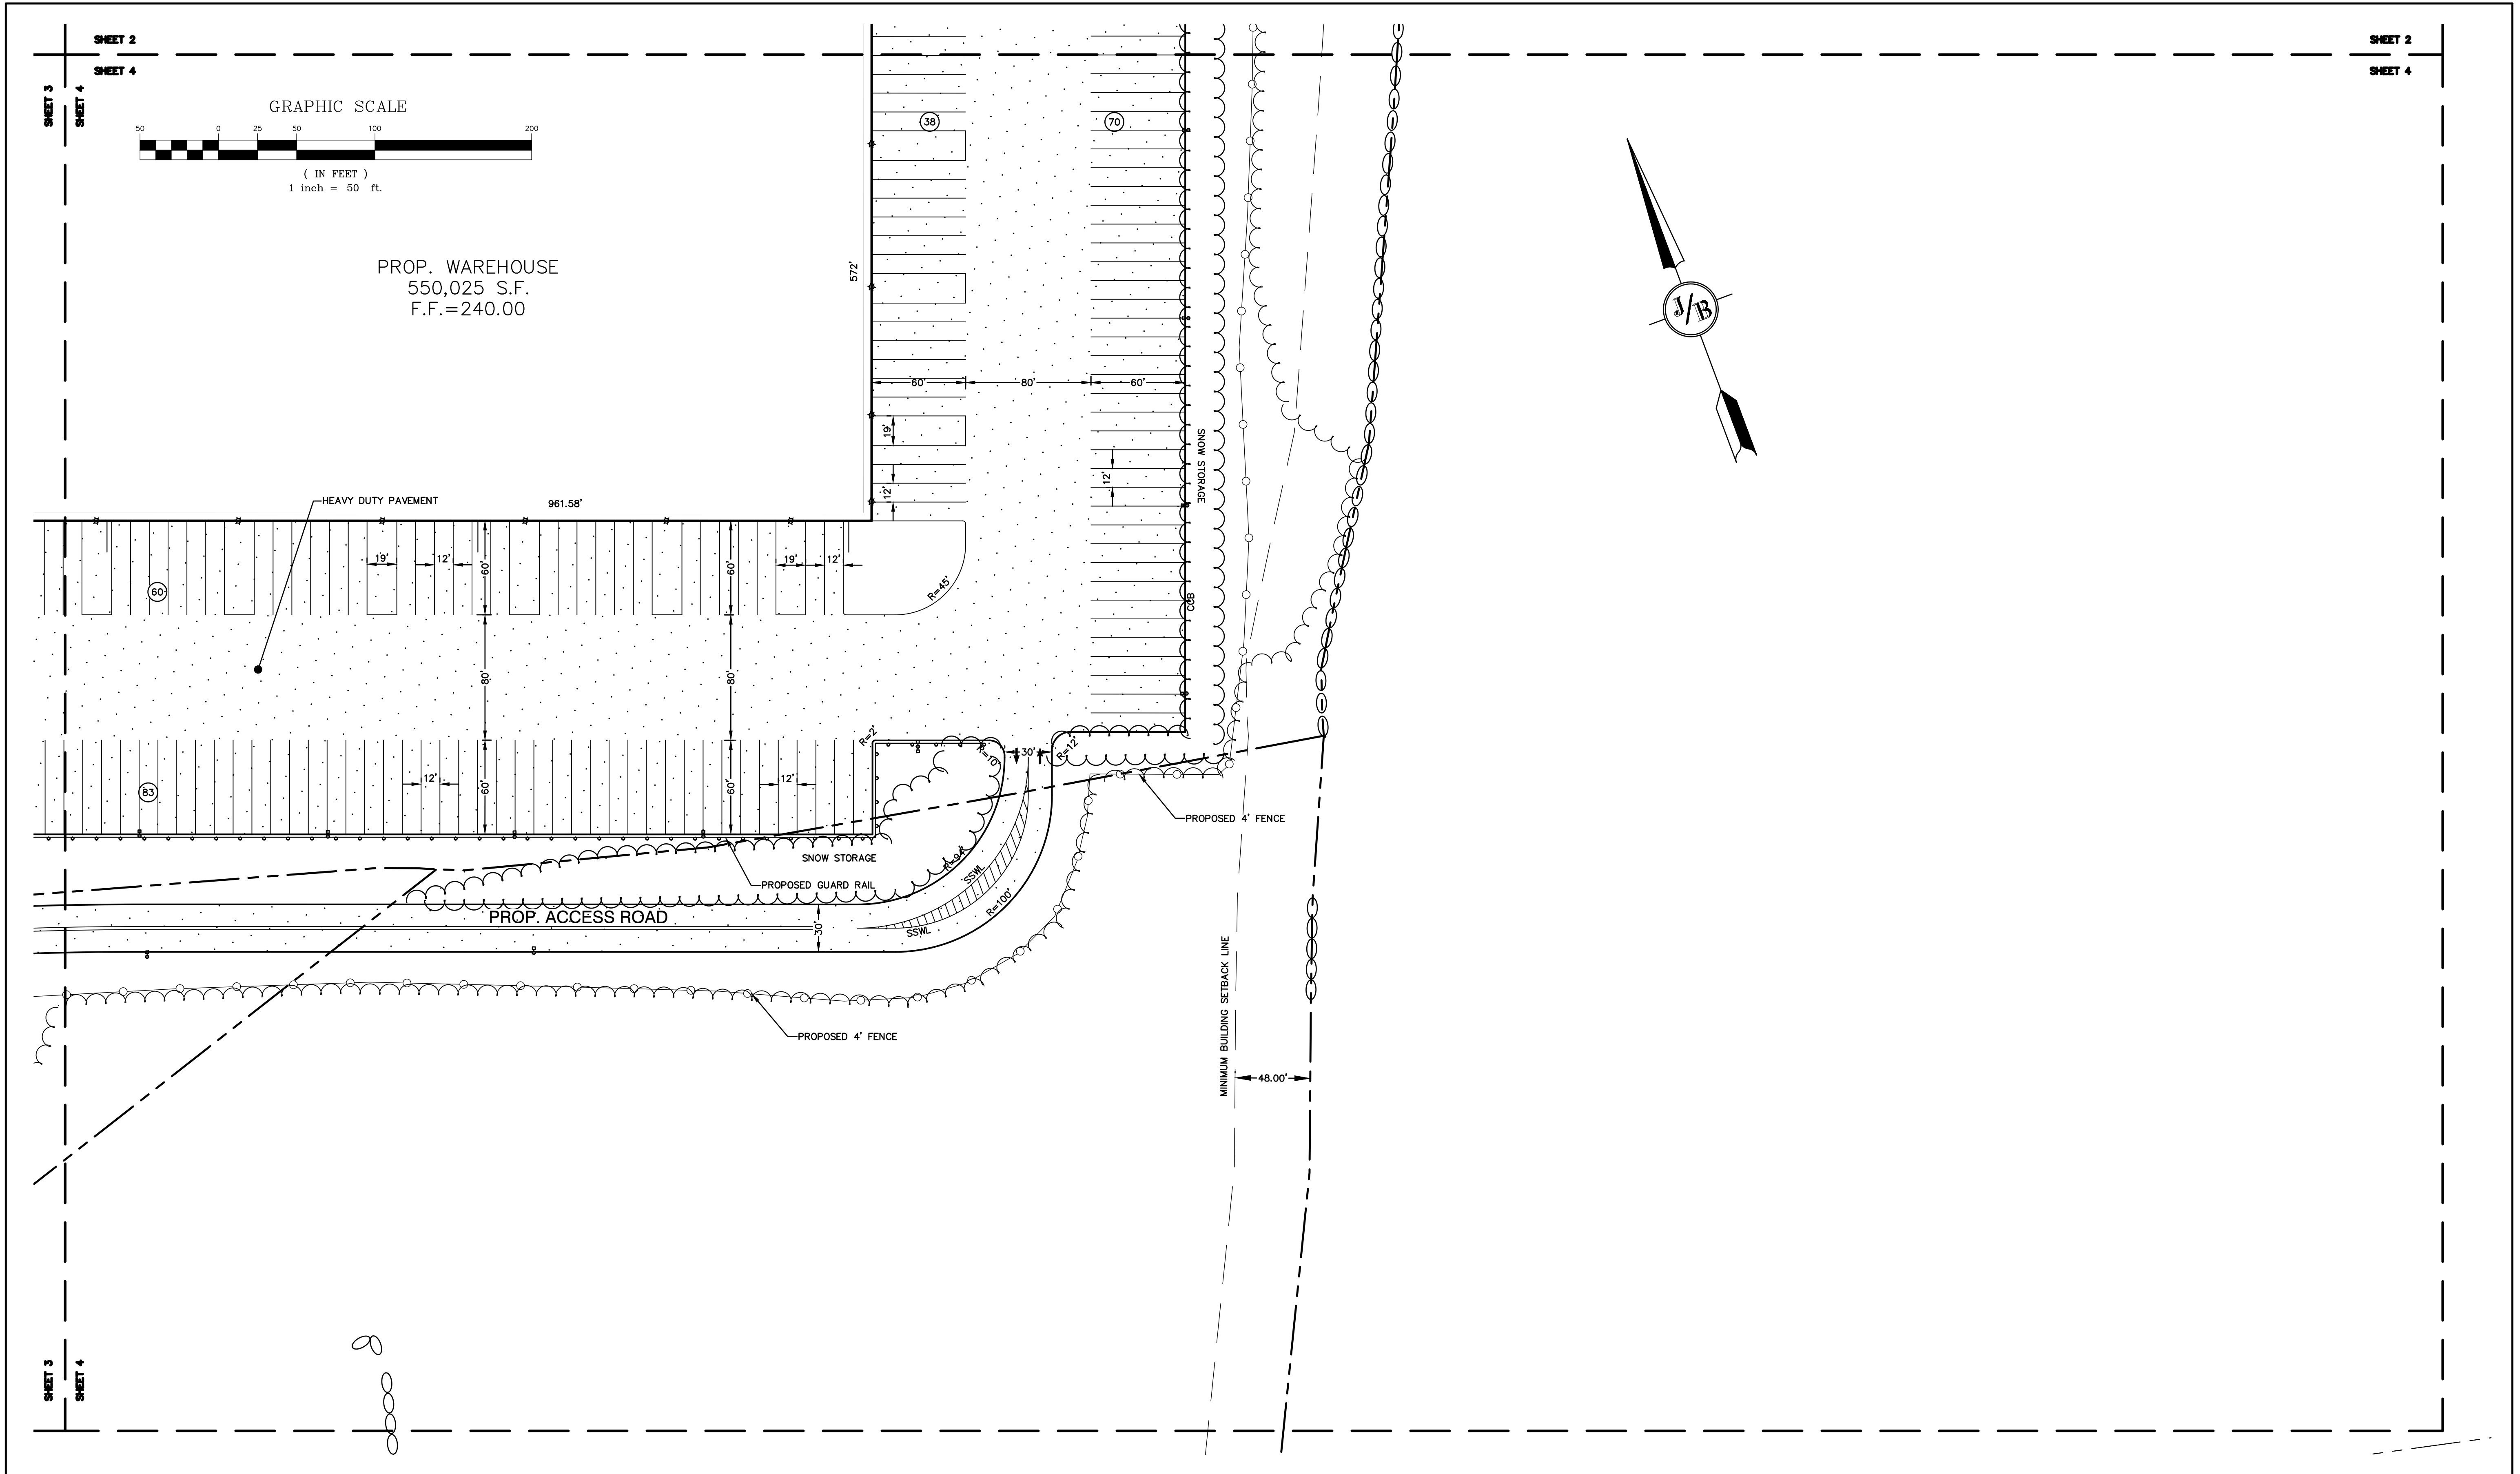 SHEET 2
SHEET 4
SHEET 3
SHEET 4
SHEET 2
SHEET 4
GRAPHIC SCALE
50 0 25 50 100 200
( IN FEET )
1 inch = 50 ft.
PROP. WAREHOUSE
550,025 S.F.
F.F.=240.00
572'
38
70
J/B
60' 80' 60'
19'
12'
12'
SNOW STORAGE
CCB
HEAVY DUTY PAVEMENT
961.58'
19' 12' 60' 60' 19' 12'
R=45'
60
80' 80'
83
12' 60' 60' 12'
R=2'
R=10'
30'
R=12'
PROPOSED 4' FENCE
SNOW STORAGE
PROPOSED GUARD RAIL
R=94'
SSWL
R=100'
SSWL
PROP. ACCESS ROAD
30'
PROPOSED 4' FENCE
MINIMUM BUILDING SETBACK LINE
48.00'
SHEET 3
SHEET 4